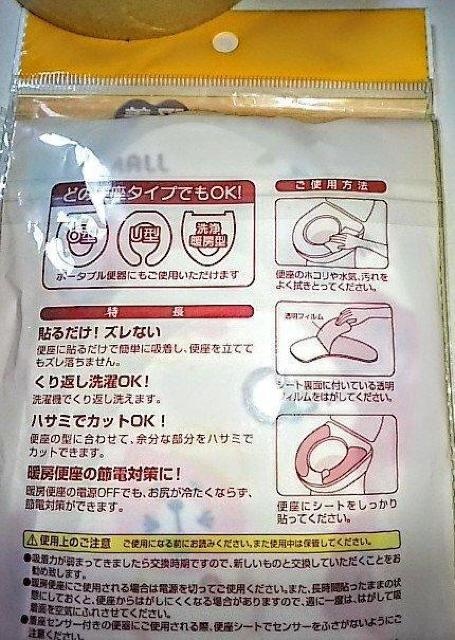 MALL
どの便座タイプでもOK!
O型
U型
洗浄
暖房型
ポータブル便器にもご使用いただけます
ご使用方法
便座のホコリや水気、汚れを
よく拭きとってください。
透明フィルム
シート裏面に付いている透明
フィルムをはがしてください。
便座にシートをしっかり
貼ってください。
特長
貼るだけ!ズレない
便座に貼るだけで簡単に吸着し、便座を立てて
もズレ落ちません。
くり返し洗濯OK!
洗濯機でくり返し洗えます。
ハサミでカットOK!
便座の型に合わせて、余分な部分をハサミで
カットできます。
暖房便座の節電対策に!
暖房便座の電源OFFでも、お尻が冷たくならず、
節電対策ができます。
⚠使用上のご注意 ご使用になる前にお読みください。また使用中は保管してください。
●吸着力が弱まってきましたら交換時期ですので、新しいものと交換していただくことをお
勧め致します。
●暖房便座にご使用される場合は電源を切ってご使用ください。また、長時間貼ったままの状
態にしておくと、便座からはがしにくくなる場合がありますので、週に一度は、はがして吸
着面を空気にふれさせてください。
●着座センサー付きの便器にご使用される際、便座シートでセンサーをふさがないようにご
注意ください。